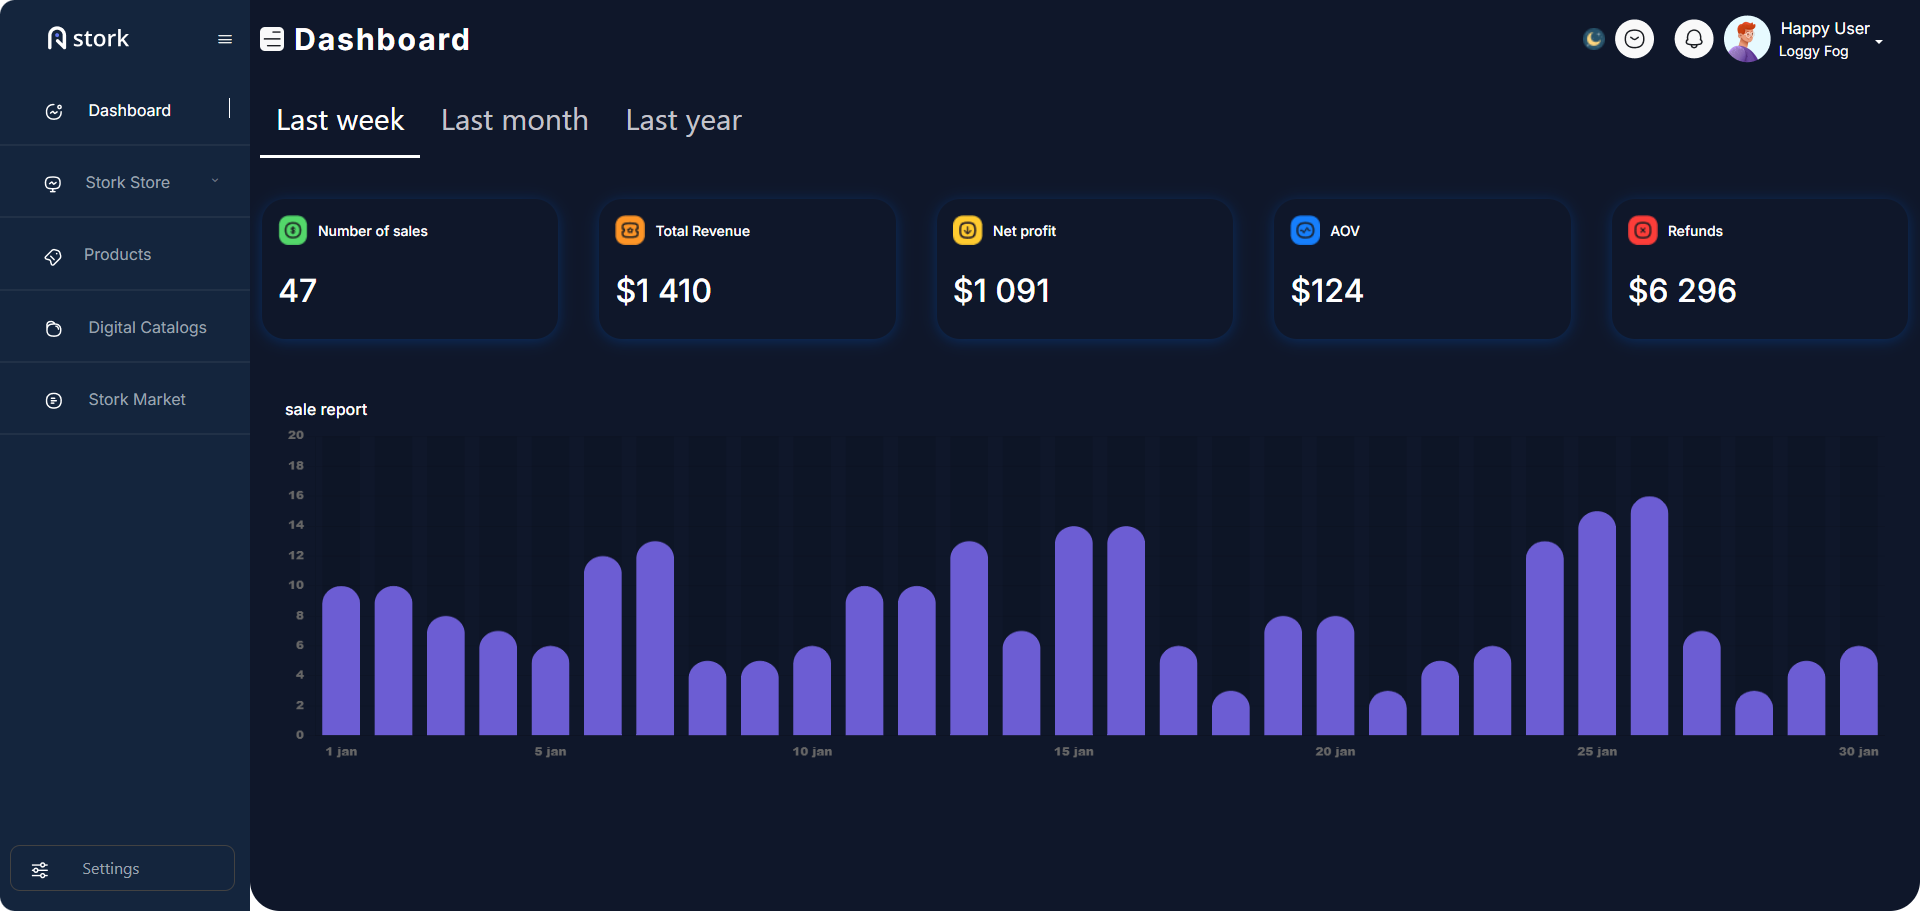 stork
Dashboard
Happy User
Loggy Fog
Dashboard
Stork Store
Products
Digital Catalogs
Stork Market
Settings
Last week Last month Last year
Number of sales
47
Total Revenue
$1 410
Net profit
$1 091
AOV
$124
Refunds
$6 296
sale report
20
18
16
14
12
10
8
6
4
2
0
1 jan 5 jan 10 jan 15 jan 20 jan 25 jan 30 jan